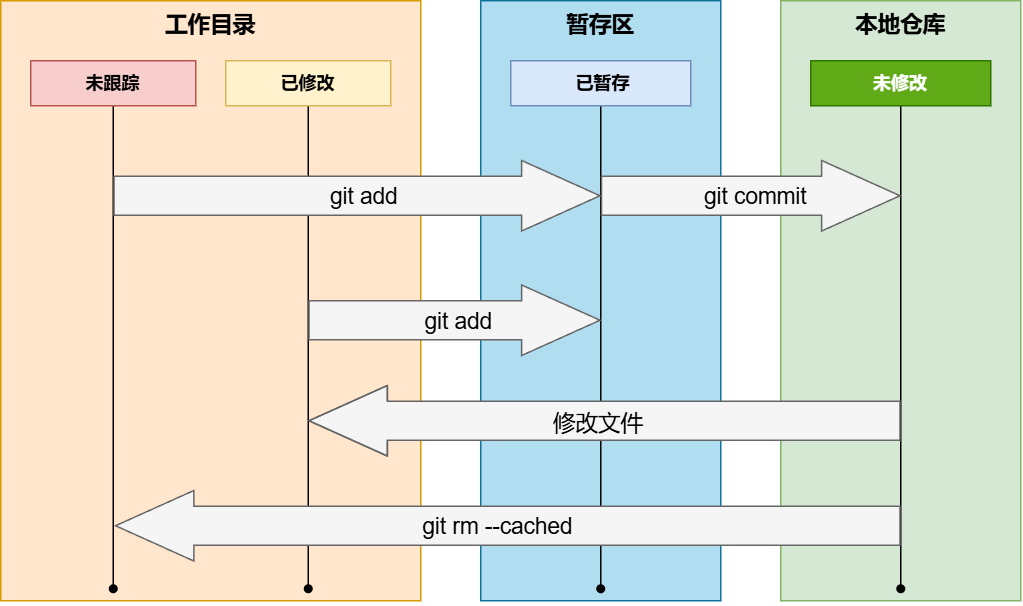 工作目录
暂存区
本地仓库
未跟踪
已修改
已暂存
未修改
git add
git commit
git add
修改文件
git rm --cached